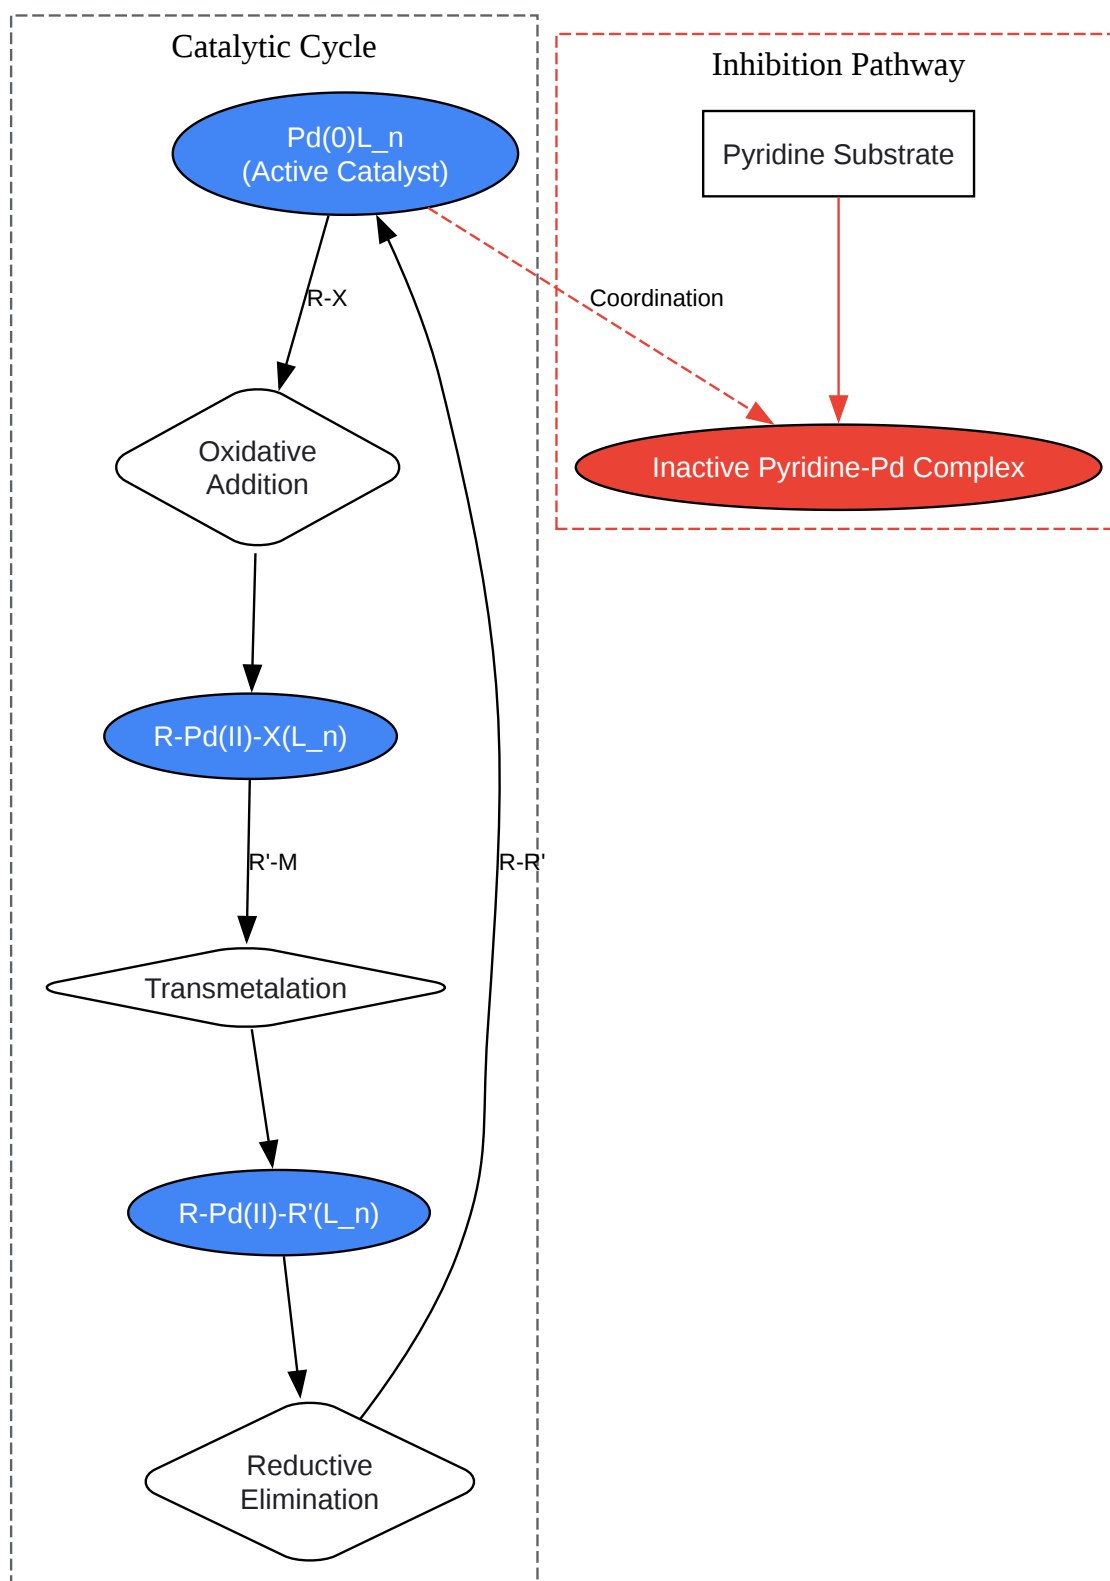 Catalytic Cycle
Pd(0)L_n
(Active Catalyst)
R-X
Oxidative
Addition
R-Pd(II)-X(L_n)
R'-M
R-R'
Transmetalation
R-Pd(II)-R'(L_n)
Reductive
Elimination
Inhibition Pathway
Pyridine Substrate
Coordination
Inactive Pyridine-Pd Complex